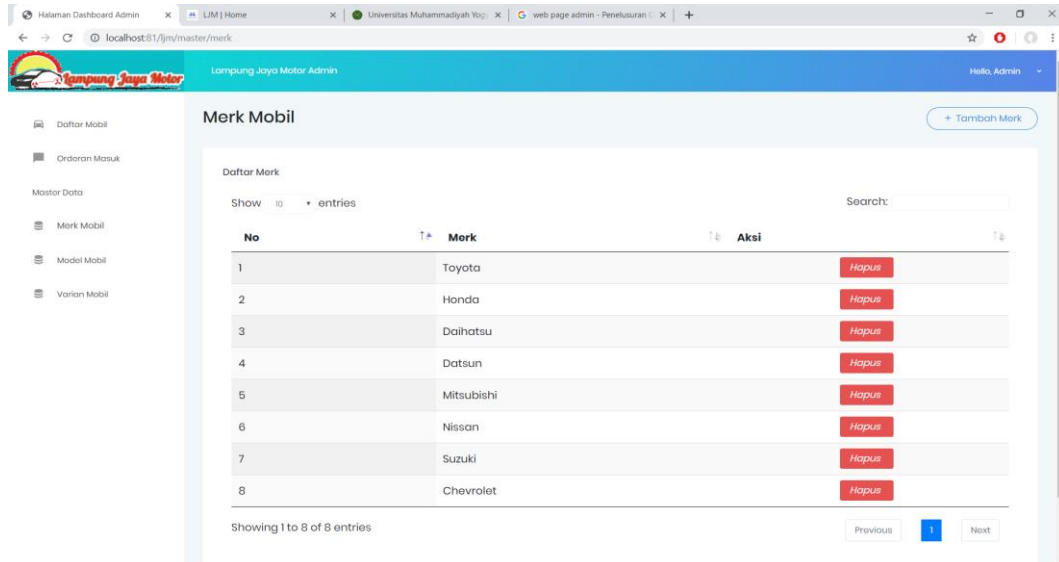 Halaman Dashboard Admin
LJM | Home
Universitas Muhammadiyah Yog
web page admin - Penelusuran G
localhost:81/ljm/master/merk
Lampung Jaya Motor
Lampung Jaya Motor Admin
Hello, Admin
Daftar Mobil
Orderan Masuk
Master Data
Merk Mobil
Model Mobil
Varian Mobil
Merk Mobil
+ Tambah Merk
Daftar Merk
Show 10 entries
Search:
No Merk Aksi
1 Toyota Hapus
2 Honda Hapus
3 Daihatsu Hapus
4 Datsun Hapus
5 Mitsubishi Hapus
6 Nissan Hapus
7 Suzuki Hapus
8 Chevrolet Hapus
Showing 1 to 8 of 8 entries
Previous 1 Next